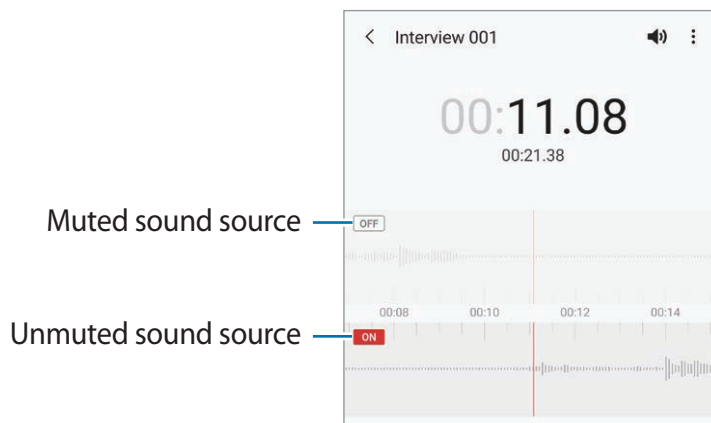 Interview 001
00:11.08
00:21.38
Muted sound source
OFF
00:08 00:10 00:12 00:14
Unmuted sound source
ON